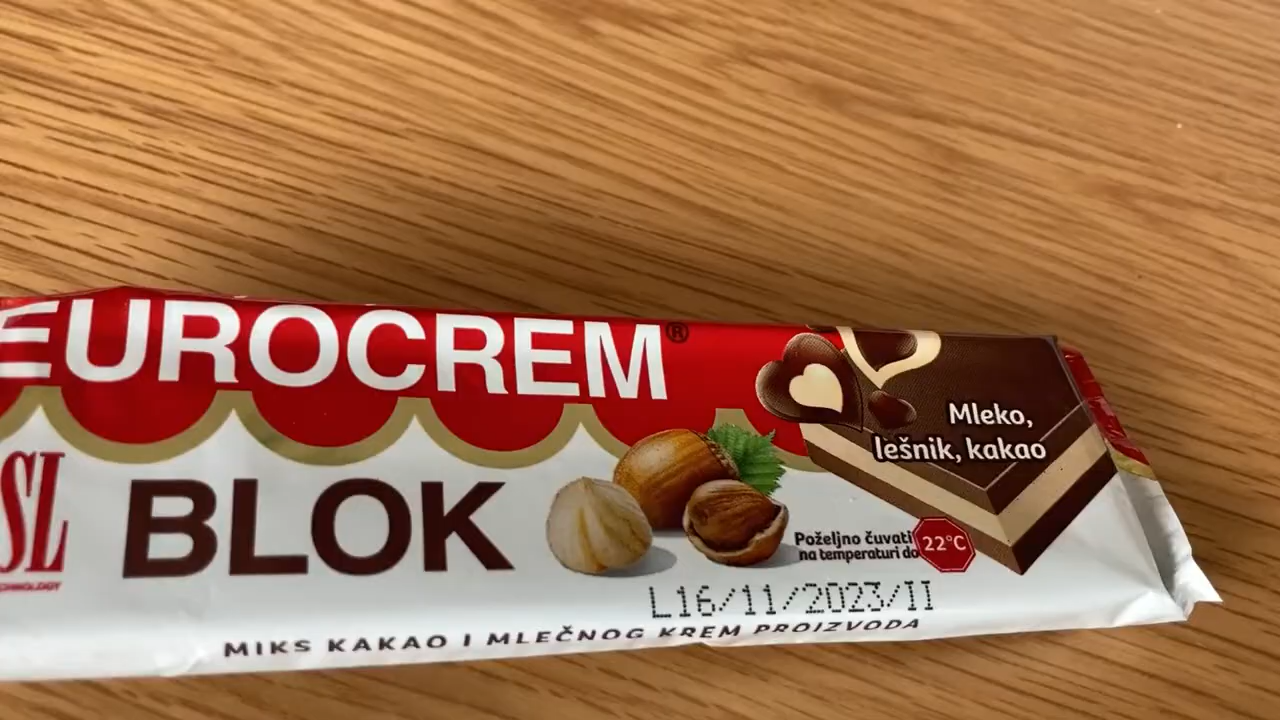 EUROCREM®
Mleko,
lešnik, kakao
SL
BLOK
Poželjno čuvati
na temperaturi do
22°C
L16/11/2023/II
MIKS KAKAO I MLEČNOG KREM PROIZVODA